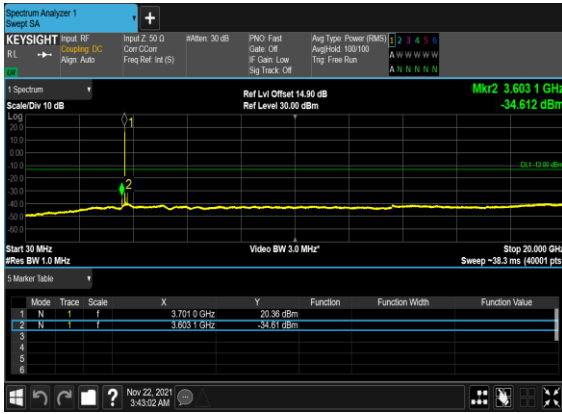 Spectrum Analyzer 1
Swept SA
KEYSIGHT Input: RF Input Z: 50 Ω #Atten: 30 dB PNO: Fast Avg Type: Power (RMS) 1 2 3 4 5 6
RL Coupling: DC Corr CCorr Gate: Off Avg|Hold: 100/100 A W W W W W
Align: Auto Freq Ref: Int (S) IF Gain: Low Trig: Free Run
LXI Sig Track: Off A N N N N N
1 Spectrum Ref Lvl Offset 14.90 dB Mkr2 3.603 1 GHz
Scale/Div 10 dB Ref Level 30.00 dBm -34.612 dBm
Log
20.0 1
10.0
0.00
-10.0 DL1 -13.00 dBm
-20.0
-30.0 2
-40.0
-50.0
-60.0
Start 30 MHz Video BW 3.0 MHz* Stop 20.000 GHz
#Res BW 1.0 MHz Sweep ~38.3 ms (40001 pts)
5 Marker Table
Mode Trace Scale X Y Function Function Width Function Value
1 N 1 f 3.701 0 GHz 20.36 dBm
2 N 1 f 3.603 1 GHz -34.61 dBm
3
4
5
6
Nov 22, 2021
3:43:02 AM